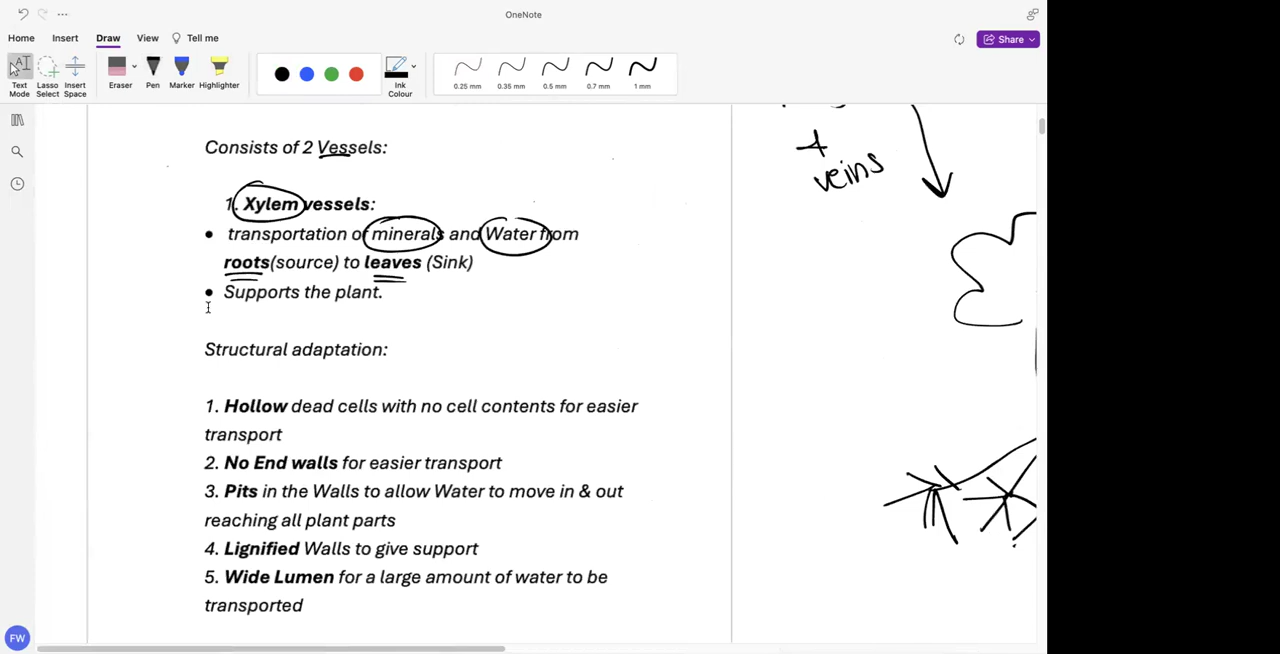 OneNote
Home Insert Draw View Tell me
Share
Text Mode
Lasso Select
Insert Space
Eraser
Pen
Marker
Highlighter
Ink Colour
0.25 mm 0.35 mm 0.5 mm 0.7 mm 1 mm
Consists of 2 Vessels:
+
veins
1. Xylem vessels:
• transportation of minerals and Water from
roots(source) to leaves (Sink)
• Supports the plant.
Structural adaptation:
1. Hollow dead cells with no cell contents for easier
transport
2. No End walls for easier transport
3. Pits in the Walls to allow Water to move in & out
reaching all plant parts
4. Lignified Walls to give support
5. Wide Lumen for a large amount of water to be
transported
FW